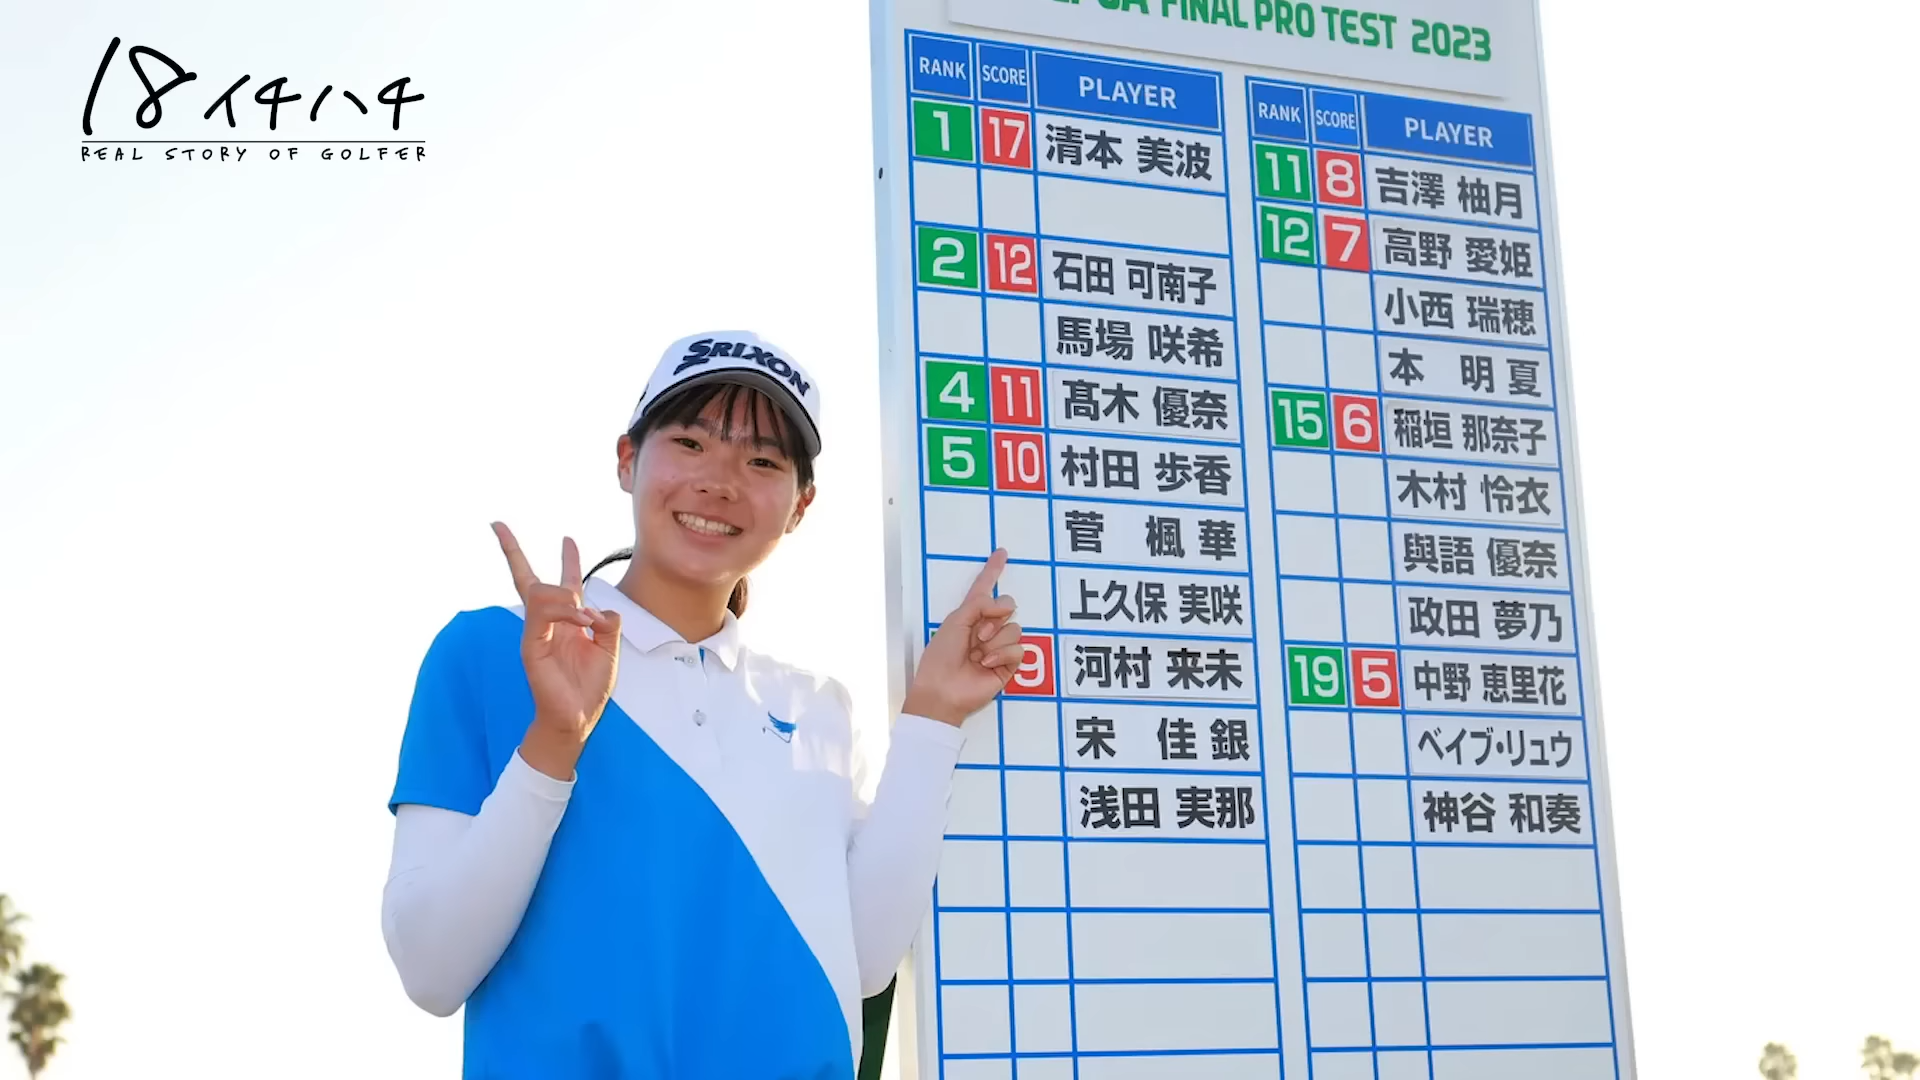 18イチハチ
REAL STORY OF GOLFER
FINAL PRO TEST 2023
RANK SCORE PLAYER
1 17 清本 美波
2 12 石田 可南子
馬場 咲希
4 11 髙木 優奈
5 10 村田 歩香
菅 楓華
上久保 実咲
9 河村 来未
宋 佳銀
浅田 実那
RANK SCORE PLAYER
11 8 吉澤 柚月
12 7 高野 愛姫
小西 瑞穂
本 明夏
15 6 稲垣 那奈子
木村 怜衣
與語 優奈
政田 夢乃
19 5 中野 恵里花
ベイブ・リュウ
神谷 和奏
SRIXON